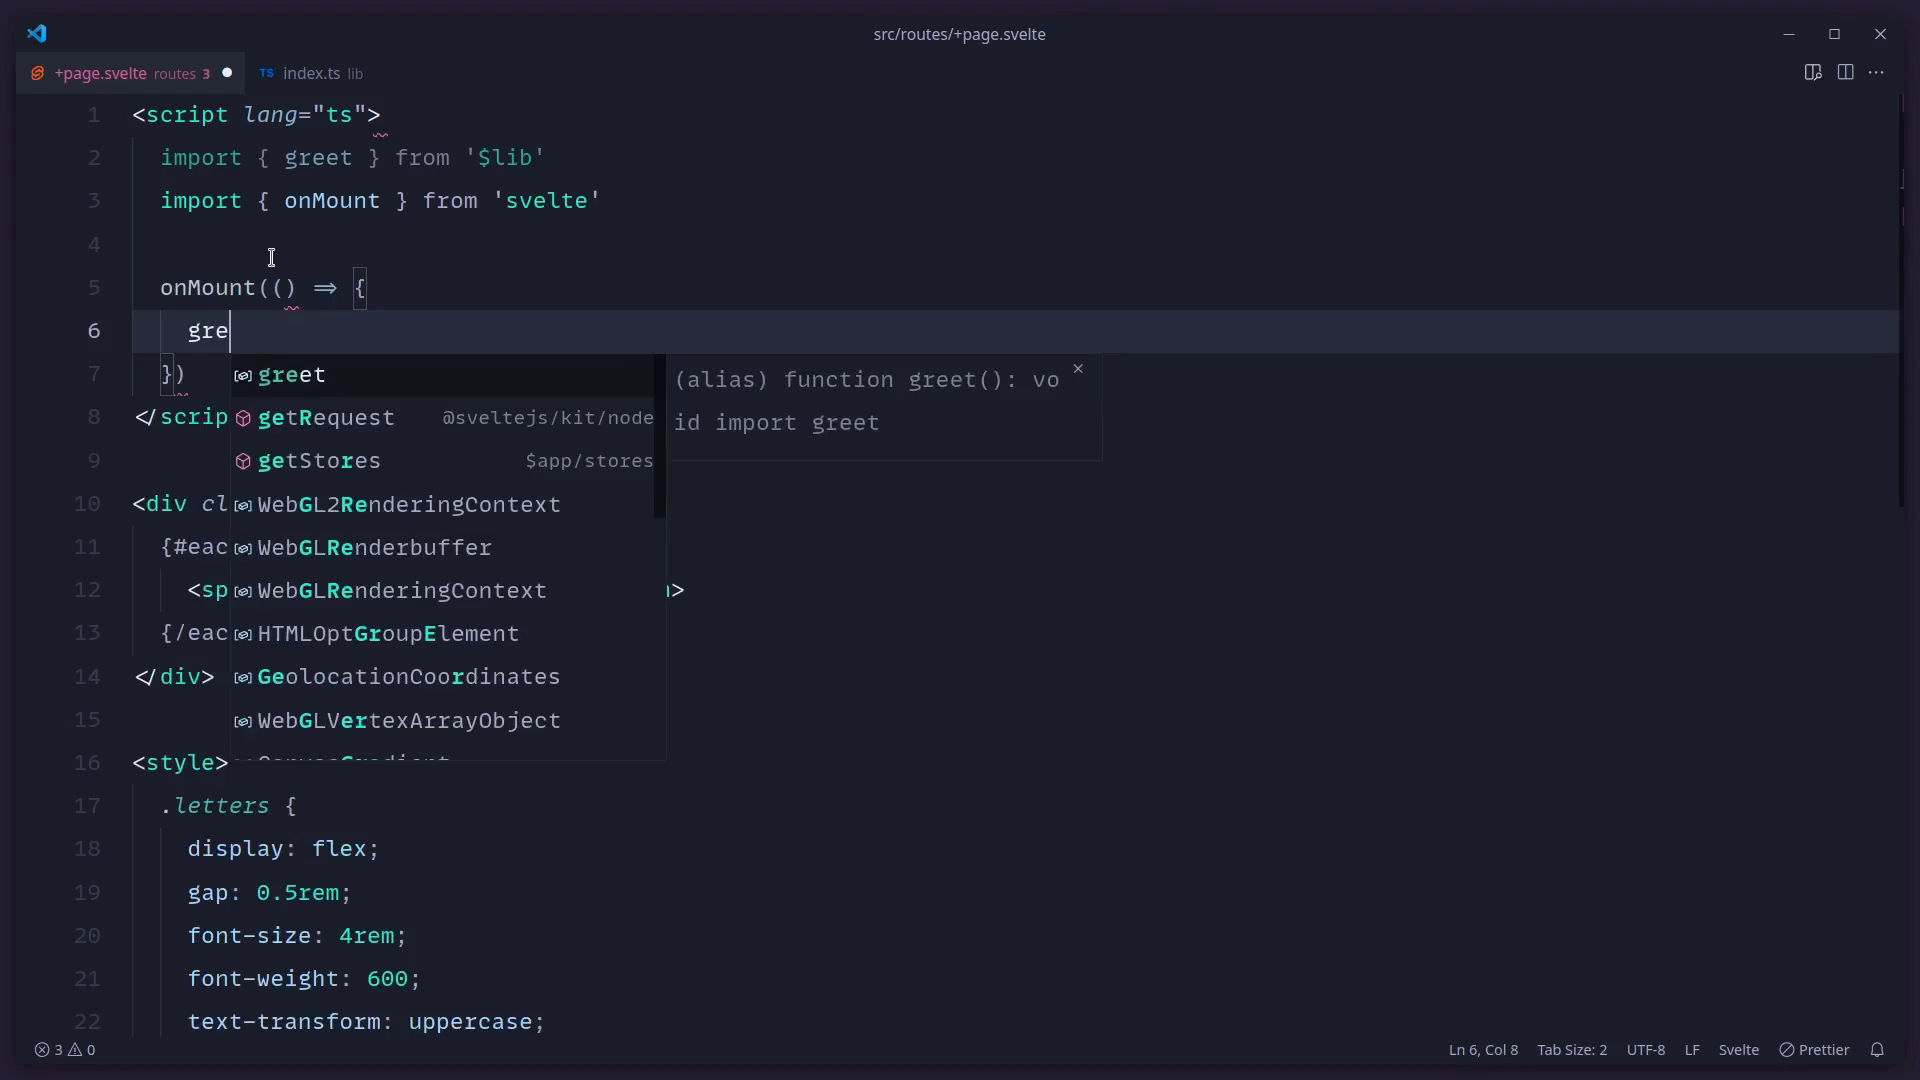 src/routes/+page.svelte
+page.svelte routes 3
TS index.ts lib
1 <script lang="ts">
2 import { greet } from '$lib'
3 import { onMount } from 'svelte'
4
5 onMount(() => {
6 gre
7 })
8 </scrip
9
10 <div cl
11 {#eac
12 <sp >
13 {/eac
14 </div>
15
16 <style>
17 .letters {
18 display: flex;
19 gap: 0.5rem;
20 font-size: 4rem;
21 font-weight: 600;
22 text-transform: uppercase;
greet
getRequest @sveltejs/kit/node
getStores $app/stores
WebGL2RenderingContext
WebGLRenderbuffer
WebGLRenderingContext
HTMLOptGroupElement
GeolocationCoordinates
WebGLVertexArrayObject
(alias) function greet(): vo
id import greet
3 0
Ln 6, Col 8 Tab Size: 2 UTF-8 LF Svelte Prettier